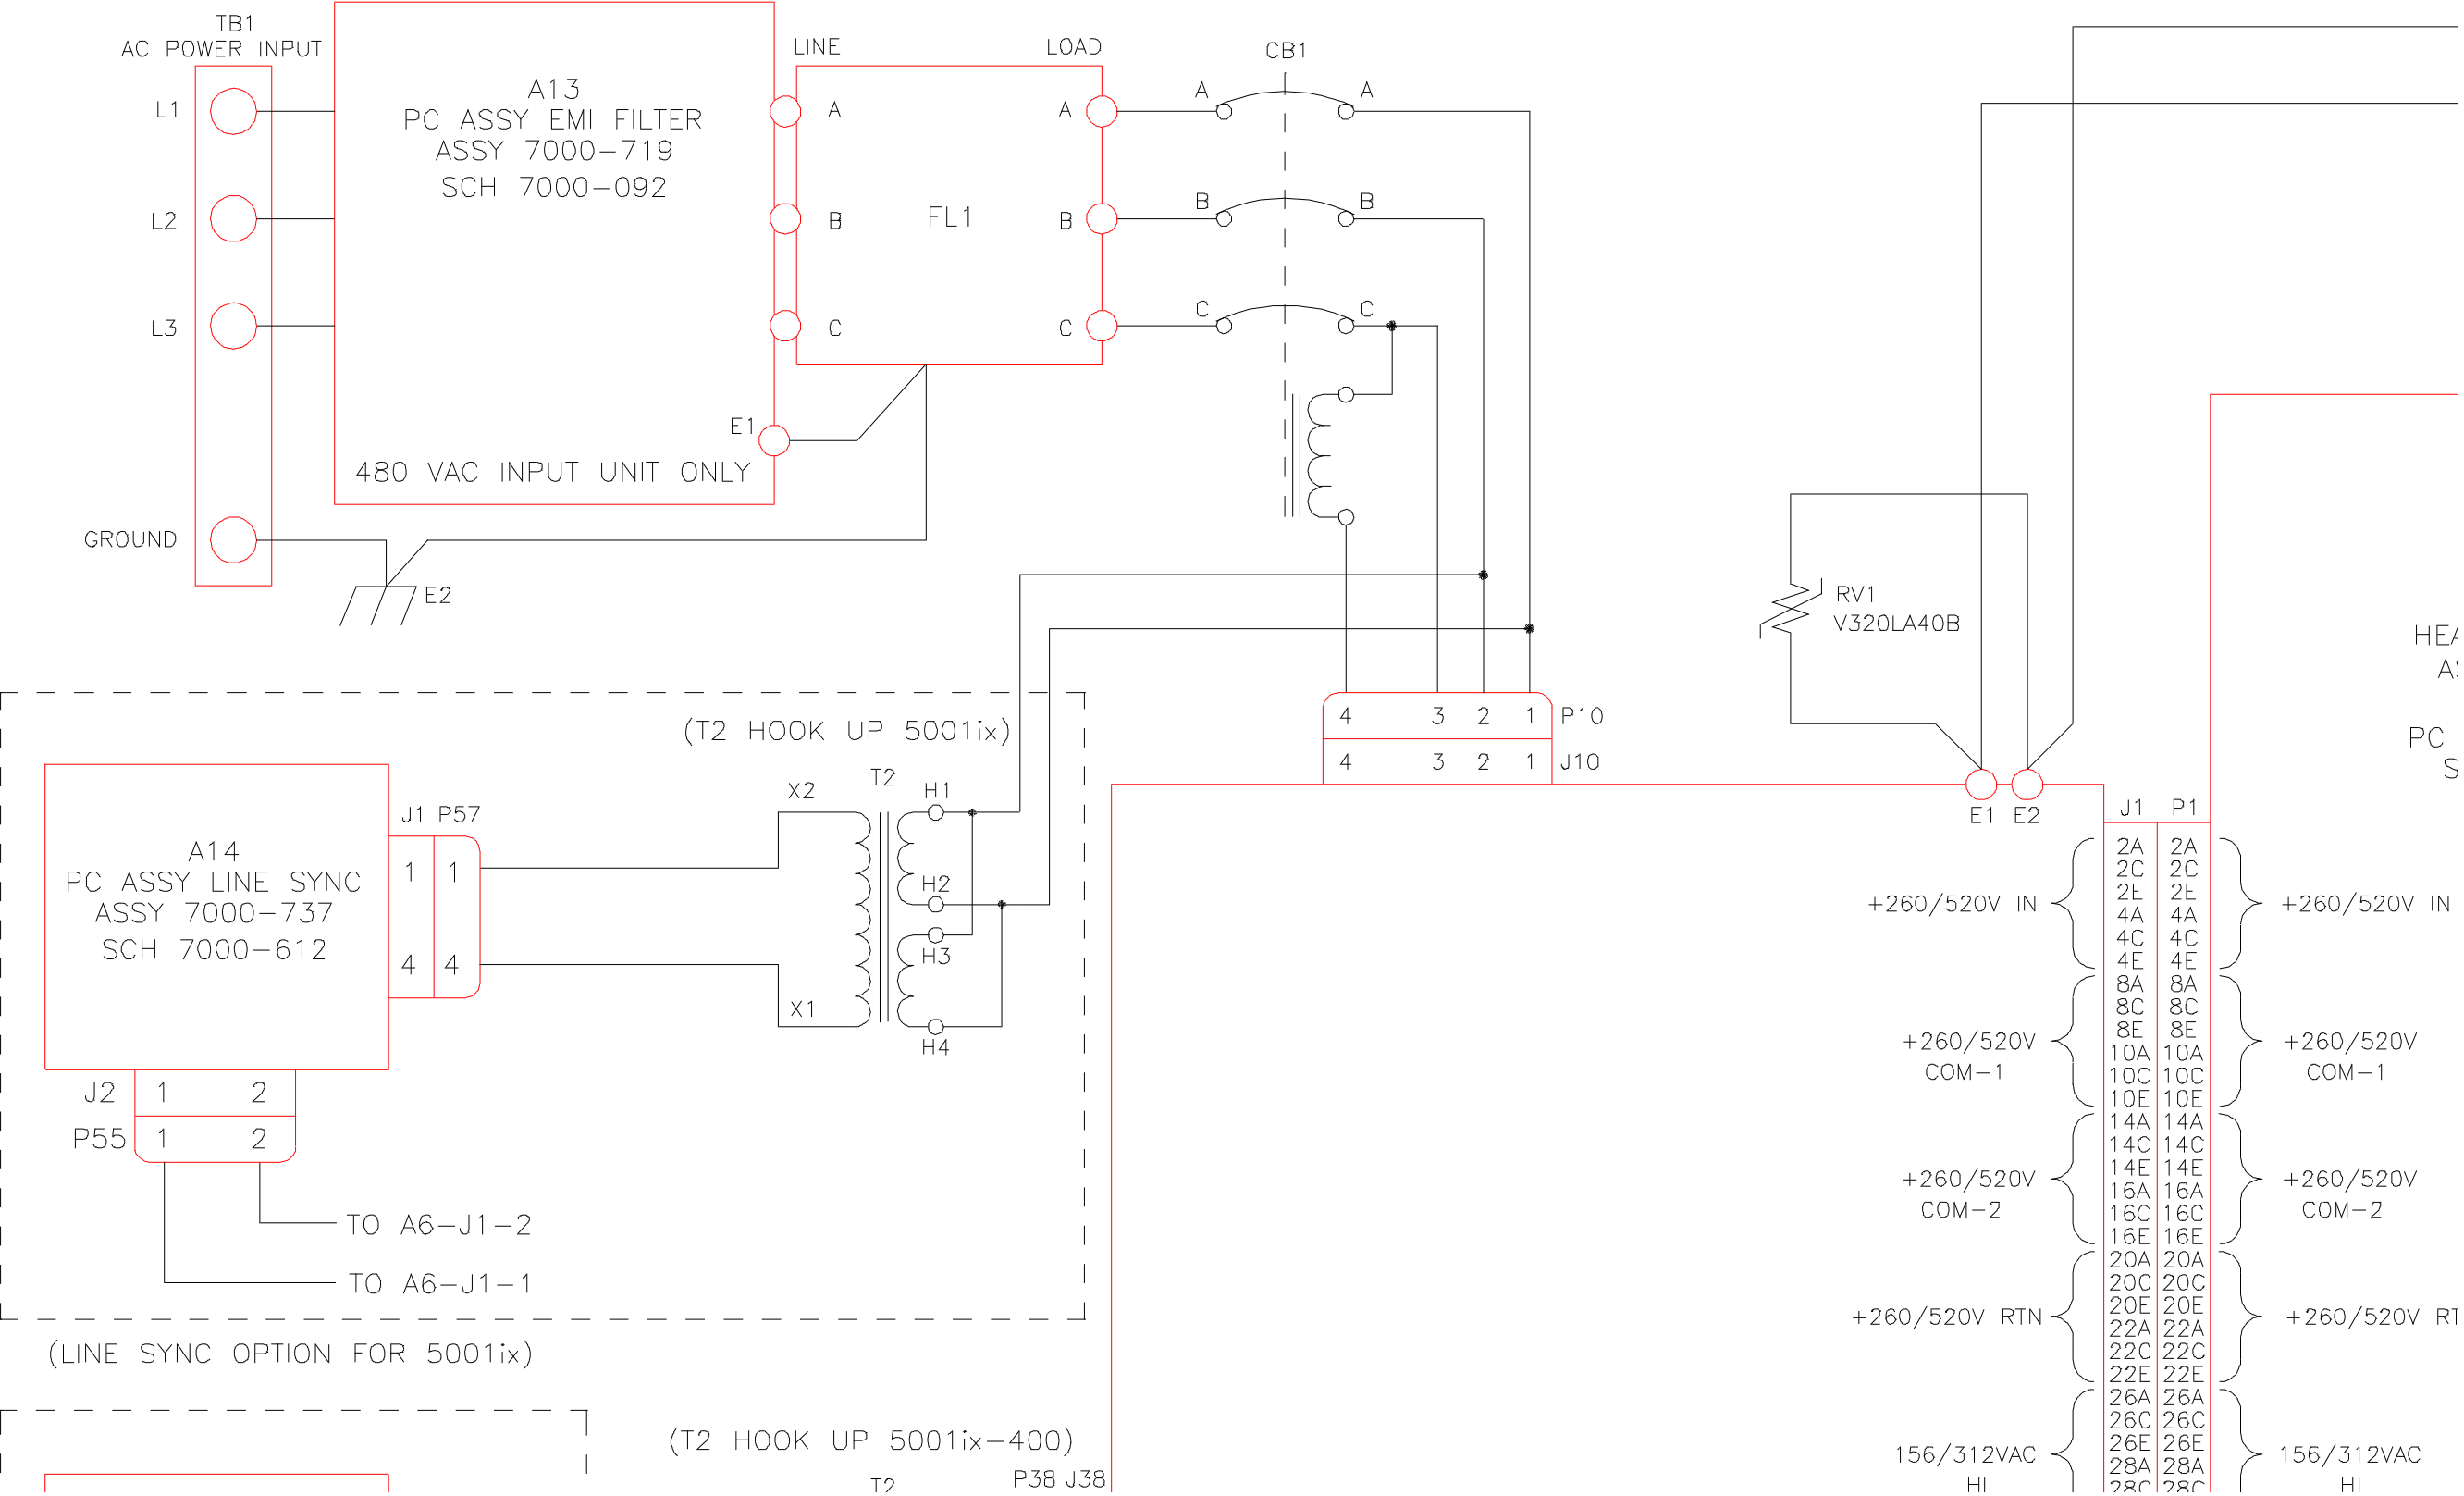 TB1
AC POWER INPUT
L1
L2
L3
GROUND
E2
A13
PC ASSY EMI FILTER
ASSY 7000-719
SCH 7000-092
E1
480 VAC INPUT UNIT ONLY
LINE
LOAD
A
A
B
B
C
C
FL1
CB1
A
A
B
B
C
C
RV1
V320LA40B
4 3 2 1 P10
4 3 2 1 J10
E1
E2
(T2 HOOK UP 5001ix)
A14
PC ASSY LINE SYNC
ASSY 7000-737
SCH 7000-612
J1 P57
1 1
4 4
X2
T2
H1
H2
H3
X1
H4
J2 1 2
P55 1 2
TO A6-J1-2
TO A6-J1-1
(LINE SYNC OPTION FOR 5001ix)
(T2 HOOK UP 5001ix-400)
T2
P38 J38
PC
J1 P1
2A 2A
2C 2C
2E 2E
+260/520V IN
+260/520V IN
4A 4A
4C 4C
4E 4E
8A 8A
8C 8C
8E 8E
+260/520V
COM-1
+260/520V
COM-1
10A 10A
10C 10C
10E 10E
14A 14A
14C 14C
14E 14E
+260/520V
COM-2
+260/520V
COM-2
16A 16A
16C 16C
16E 16E
20A 20A
20C 20C
20E 20E
+260/520V RTN
+260/520V
22A 22A
22C 22C
22E 22E
26A 26A
26C 26C
26E 26E
156/312VAC
HI
156/312VAC
HI
28A 28A
28C 28C